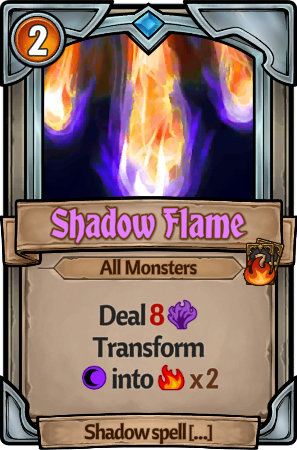 2
Shadow Flame
All Monsters
Deal 8
Transform
into x2
Shadow spell [...]